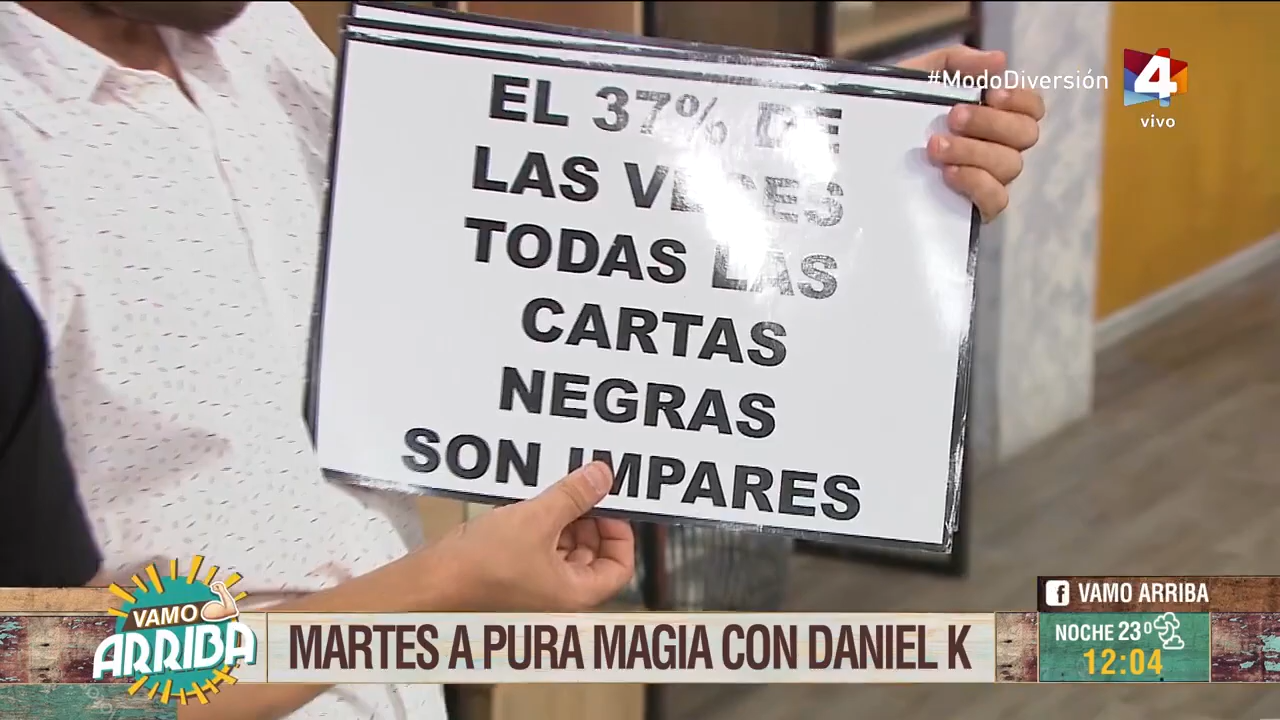 EL 37% DE
LAS VECES
TODAS LAS
CARTAS
NEGRAS
SON IMPARES
#ModoDiversión
4
vivo
VAMO
ARRIBA
MARTES A PURA MAGIA CON DANIEL K
f VAMO ARRIBA
NOCHE 23º
12:04